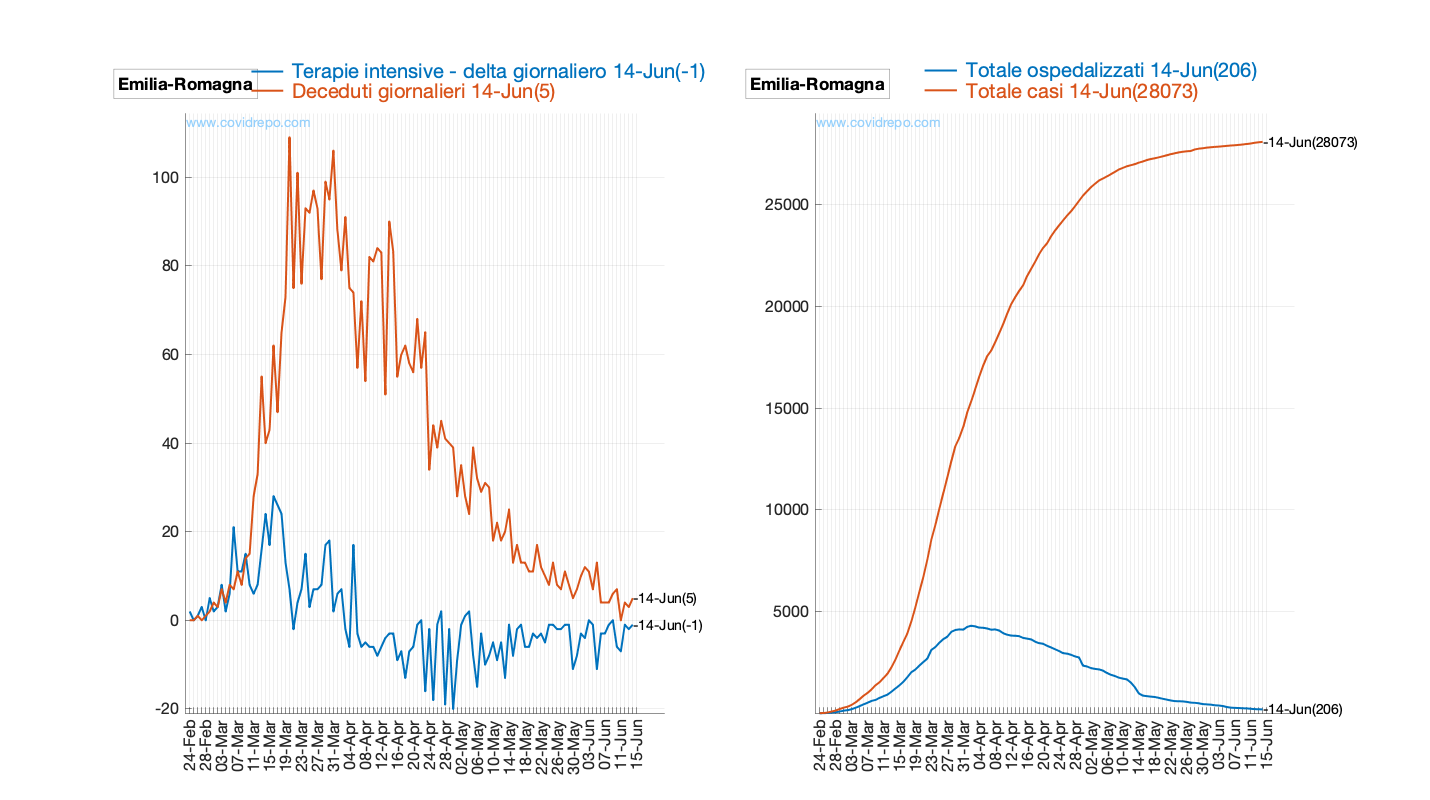 Emilia-Romagna
Terapie intensive - delta giornaliero 14-Jun(-1)
Deceduti giornalieri 14-Jun(5)
www.covidrepo.com
100
80
60
40
20
0
-20
14-Jun(5)
14-Jun(-1)
24-Feb
28-Feb
03-Mar
07-Mar
11-Mar
15-Mar
19-Mar
23-Mar
27-Mar
31-Mar
04-Apr
08-Apr
12-Apr
16-Apr
20-Apr
24-Apr
28-Apr
02-May
06-May
10-May
14-May
18-May
22-May
26-May
30-May
03-Jun
07-Jun
11-Jun
15-Jun
Emilia-Romagna
Totale ospedalizzati 14-Jun(206)
Totale casi 14-Jun(28073)
www.covidrepo.com
25000
20000
15000
10000
5000
14-Jun(28073)
14-Jun(206)
24-Feb
28-Feb
03-Mar
07-Mar
11-Mar
15-Mar
19-Mar
23-Mar
27-Mar
31-Mar
04-Apr
08-Apr
12-Apr
16-Apr
20-Apr
24-Apr
28-Apr
02-May
06-May
10-May
14-May
18-May
22-May
26-May
30-May
03-Jun
07-Jun
11-Jun
15-Jun